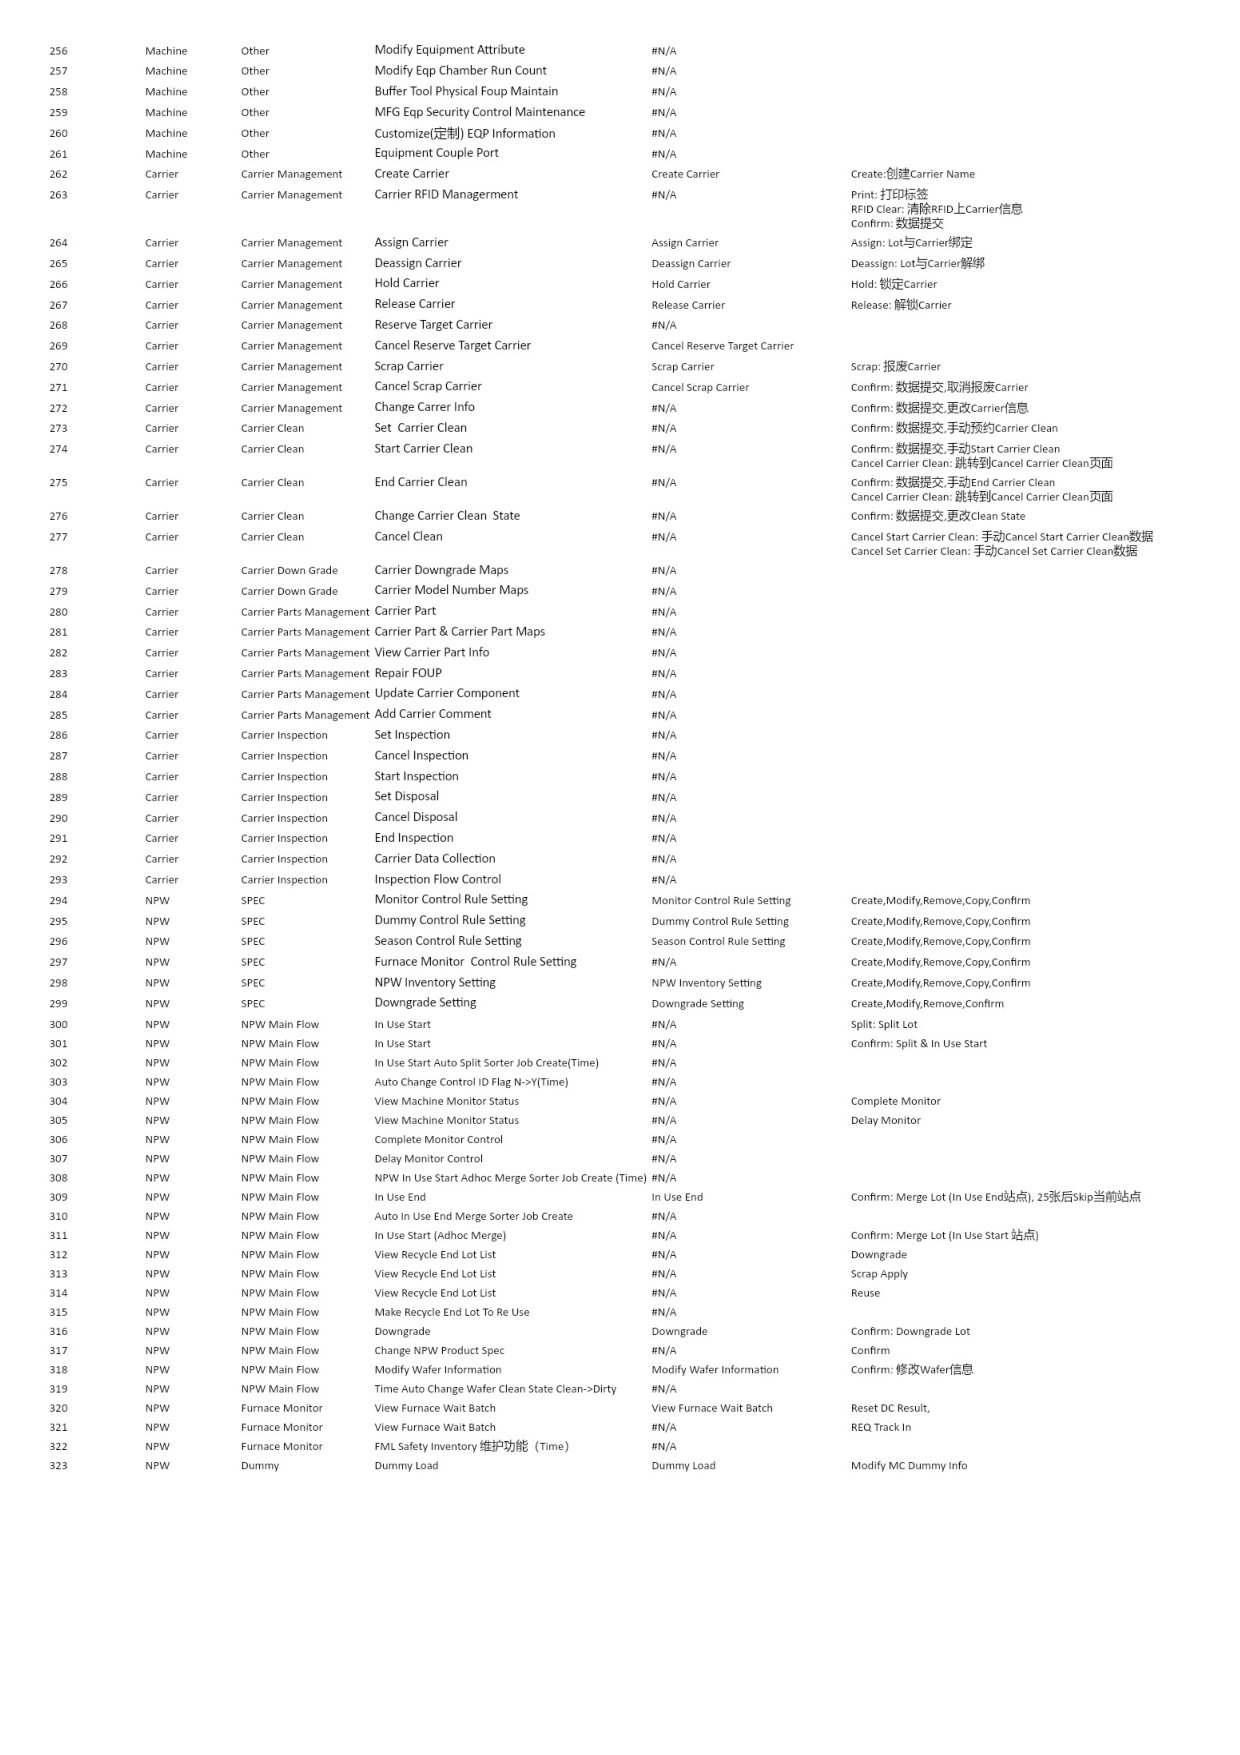 256 Machine Other Modify Equipment Attribute #N/A
257 Machine Other Modify Eqp Chamber Run Count #N/A
258 Machine Other Buffer Tool Physical Foup Maintain #N/A
259 Machine Other MFG Eqp Security Control Maintenance #N/A
260 Machine Other Customize(定制) EQP Information #N/A
261 Machine Other Equipment Couple Port #N/A
262 Carrier Carrier Management Create Carrier Create Carrier Create:创建Carrier Name
263 Carrier Carrier Management Carrier RFID Managerment #N/A Print: 打印标签
RFID Clear: 清除RFID上Carrier信息
Confirm: 数据提交
264 Carrier Carrier Management Assign Carrier Assign Carrier Assign: Lot与Carrier绑定
265 Carrier Carrier Management Deassign Carrier Deassign Carrier Deassign: Lot与Carrier解绑
266 Carrier Carrier Management Hold Carrier Hold Carrier Hold: 锁定Carrier
267 Carrier Carrier Management Release Carrier Release Carrier Release: 解锁Carrier
268 Carrier Carrier Management Reserve Target Carrier #N/A
269 Carrier Carrier Management Cancel Reserve Target Carrier Cancel Reserve Target Carrier
270 Carrier Carrier Management Scrap Carrier Scrap Carrier Scrap: 报废Carrier
271 Carrier Carrier Management Cancel Scrap Carrier Cancel Scrap Carrier Confirm: 数据提交,取消报废Carrier
272 Carrier Carrier Management Change Carrer Info #N/A Confirm: 数据提交,更改Carrier信息
273 Carrier Carrier Clean Set  Carrier Clean #N/A Confirm: 数据提交,手动预约Carrier Clean
274 Carrier Carrier Clean Start Carrier Clean #N/A Confirm: 数据提交,手动Start Carrier Clean
Cancel Carrier Clean: 跳转到Cancel Carrier Clean页面
275 Carrier Carrier Clean End Carrier Clean #N/A Confirm: 数据提交,手动End Carrier Clean
Cancel Carrier Clean: 跳转到Cancel Carrier Clean页面
276 Carrier Carrier Clean Change Carrier Clean  State #N/A Confirm: 数据提交,更改Clean State
277 Carrier Carrier Clean Cancel Clean #N/A Cancel Start Carrier Clean: 手动Cancel Start Carrier Clean数据
Cancel Set Carrier Clean: 手动Cancel Set Carrier Clean数据
278 Carrier Carrier Down Grade Carrier Downgrade Maps #N/A
279 Carrier Carrier Down Grade Carrier Model Number Maps #N/A
280 Carrier Carrier Parts Management Carrier Part #N/A
281 Carrier Carrier Parts Management Carrier Part & Carrier Part Maps #N/A
282 Carrier Carrier Parts Management View Carrier Part Info #N/A
283 Carrier Carrier Parts Management Repair FOUP #N/A
284 Carrier Carrier Parts Management Update Carrier Component #N/A
285 Carrier Carrier Parts Management Add Carrier Comment #N/A
286 Carrier Carrier Inspection Set Inspection #N/A
287 Carrier Carrier Inspection Cancel Inspection #N/A
288 Carrier Carrier Inspection Start Inspection #N/A
289 Carrier Carrier Inspection Set Disposal #N/A
290 Carrier Carrier Inspection Cancel Disposal #N/A
291 Carrier Carrier Inspection End Inspection #N/A
292 Carrier Carrier Inspection Carrier Data Collection #N/A
293 Carrier Carrier Inspection Inspection Flow Control #N/A
294 NPW SPEC Monitor Control Rule Setting Monitor Control Rule Setting Create,Modify,Remove,Copy,Confirm
295 NPW SPEC Dummy Control Rule Setting Dummy Control Rule Setting Create,Modify,Remove,Copy,Confirm
296 NPW SPEC Season Control Rule Setting Season Control Rule Setting Create,Modify,Remove,Copy,Confirm
297 NPW SPEC Furnace Monitor  Control Rule Setting #N/A Create,Modify,Remove,Copy,Confirm
298 NPW SPEC NPW Inventory Setting NPW Inventory Setting Create,Modify,Remove,Copy,Confirm
299 NPW SPEC Downgrade Setting Downgrade Setting Create,Modify,Remove,Confirm
300 NPW NPW Main Flow In Use Start #N/A Split: Split Lot
301 NPW NPW Main Flow In Use Start #N/A Confirm: Split & In Use Start
302 NPW NPW Main Flow In Use Start Auto Split Sorter Job Create(Time) #N/A
303 NPW NPW Main Flow Auto Change Control ID Flag N->Y(Time) #N/A
304 NPW NPW Main Flow View Machine Monitor Status #N/A Complete Monitor
305 NPW NPW Main Flow View Machine Monitor Status #N/A Delay Monitor
306 NPW NPW Main Flow Complete Monitor Control #N/A
307 NPW NPW Main Flow Delay Monitor Control #N/A
308 NPW NPW Main Flow NPW In Use Start Adhoc Merge Sorter Job Create (Time) #N/A
309 NPW NPW Main Flow In Use End In Use End Confirm: Merge Lot (In Use End站点), 25张后Skip当前站点
310 NPW NPW Main Flow Auto In Use End Merge Sorter Job Create #N/A
311 NPW NPW Main Flow In Use Start (Adhoc Merge) #N/A Confirm: Merge Lot (In Use Start 站点)
312 NPW NPW Main Flow View Recycle End Lot List #N/A Downgrade
313 NPW NPW Main Flow View Recycle End Lot List #N/A Scrap Apply
314 NPW NPW Main Flow View Recycle End Lot List #N/A Reuse
315 NPW NPW Main Flow Make Recycle End Lot To Re Use #N/A
316 NPW NPW Main Flow Downgrade Downgrade Confirm: Downgrade Lot
317 NPW NPW Main Flow Change NPW Product Spec #N/A Confirm
318 NPW NPW Main Flow Modify Wafer Information Modify Wafer Information Confirm: 修改Wafer信息
319 NPW NPW Main Flow Time Auto Change Wafer Clean State Clean->Dirty #N/A
320 NPW Furnace Monitor View Furnace Wait Batch View Furnace Wait Batch Reset DC Result,
321 NPW Furnace Monitor View Furnace Wait Batch #N/A REQ Track In
322 NPW Furnace Monitor FML Safety Inventory 维护功能（Time） #N/A
323 NPW Dummy Dummy Load Dummy Load Modify MC Dummy Info